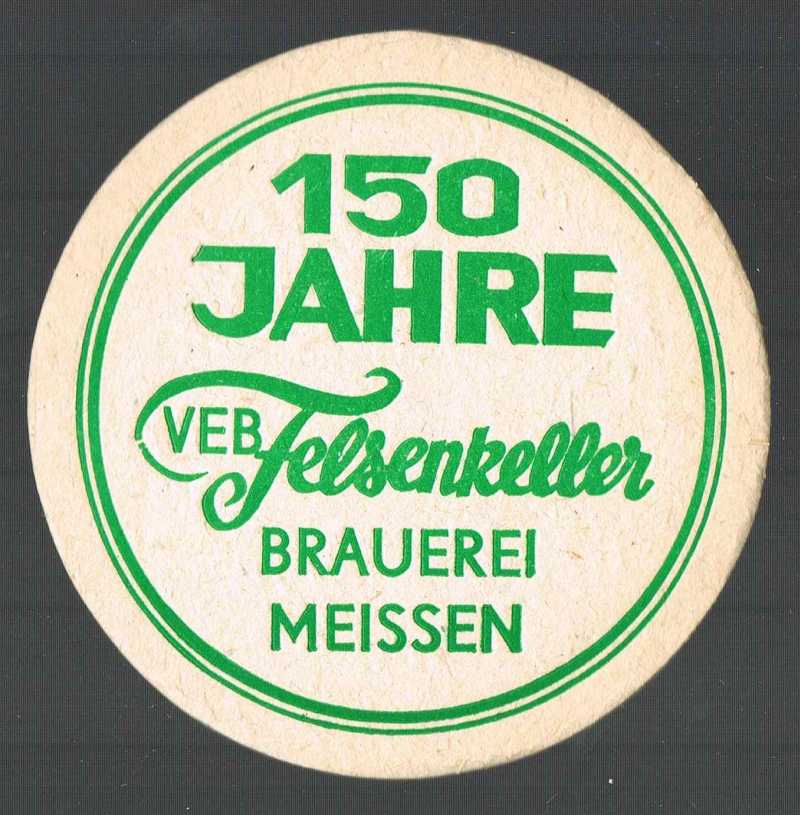 150
JAHRE
VEB Felsenkeller
BRAUEREI
MEISSEN